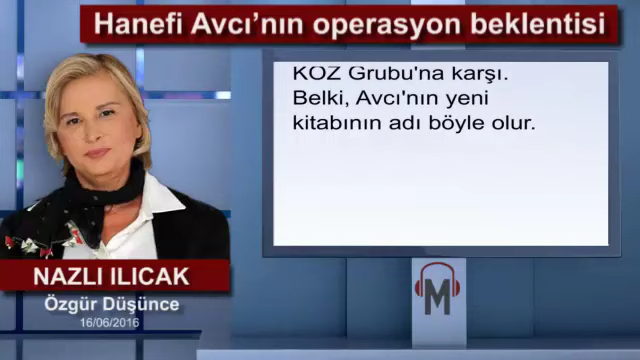 Hanefi Avcı'nın operasyon beklentisi
KOZ Grubu'na karşı.
Belki, Avcı'nın yeni
kitabının adı böyle olur.
NAZLI ILICAK
Özgür Düşünce
16/06/2016
M